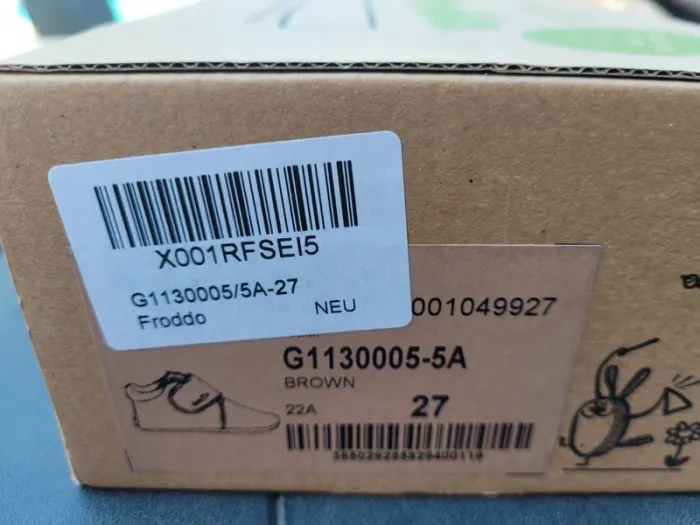 X001RFSEI5
G1130005/5A-27
Froddo
NEU
001049927
G1130005-5A
BROWN
22A
27